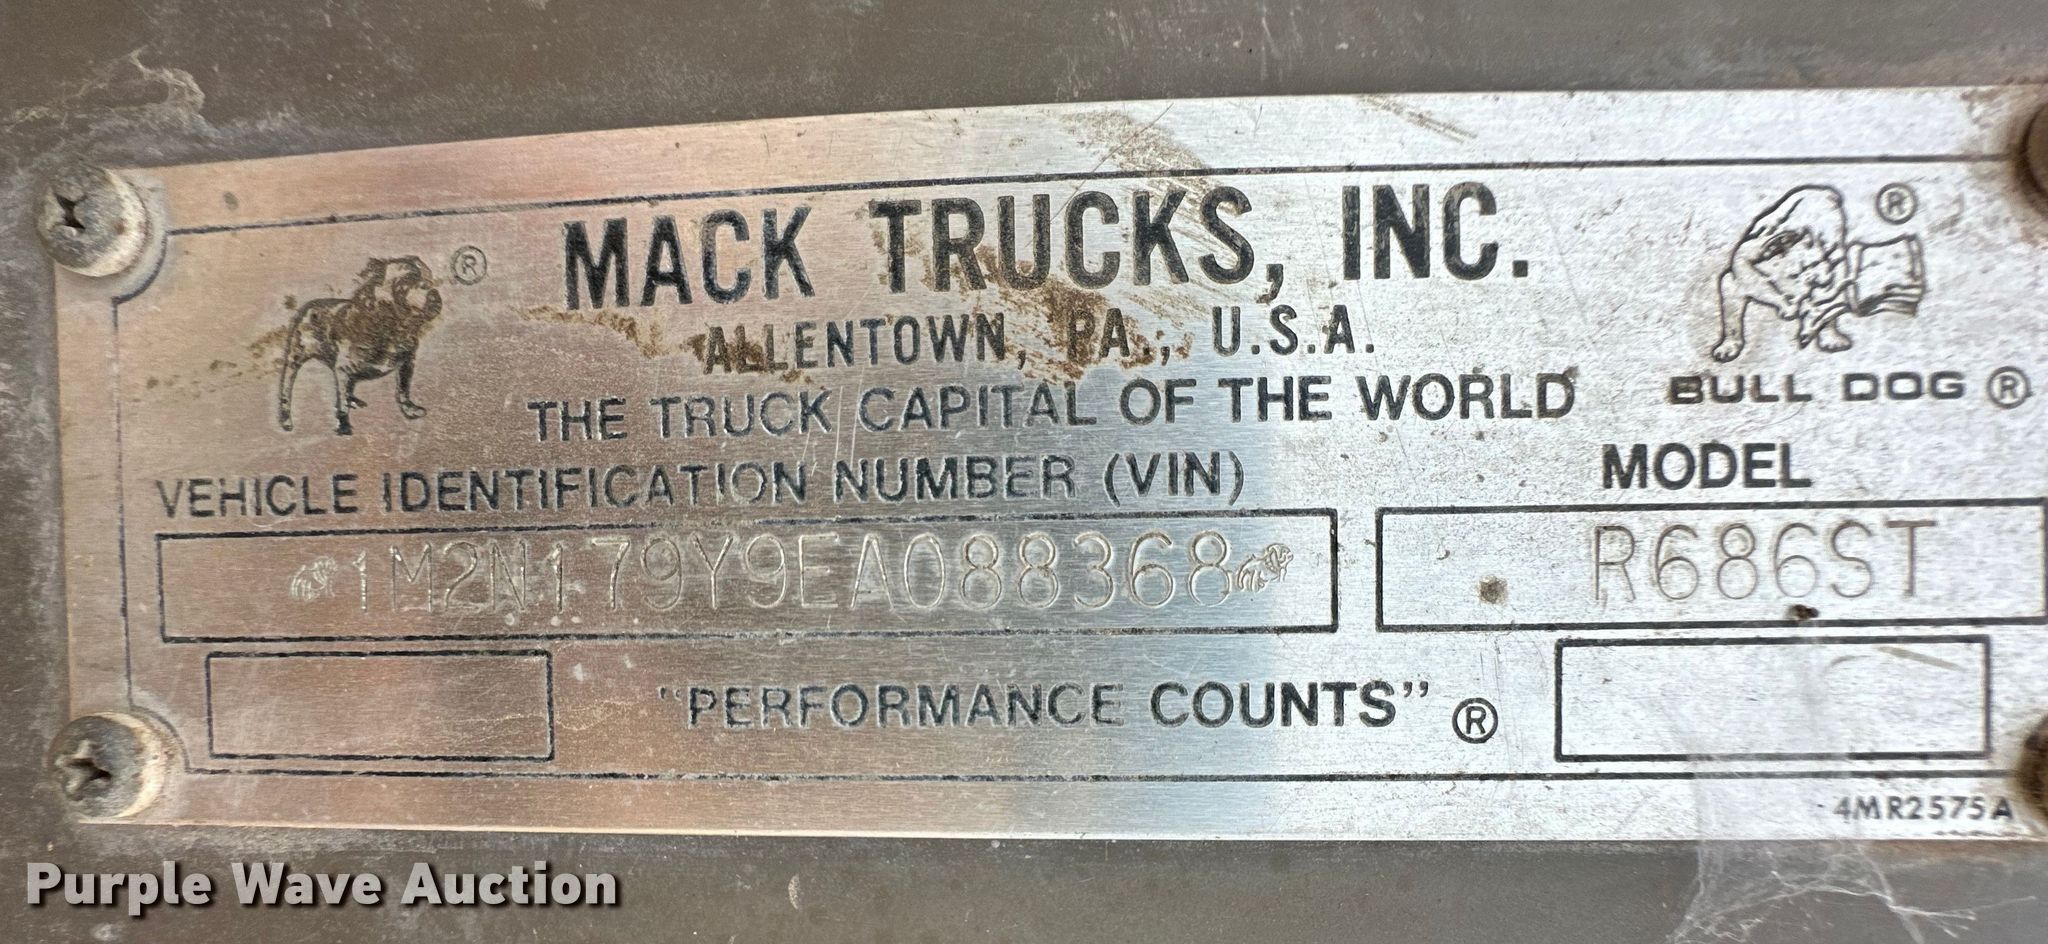 MACK TRUCKS, INC.
ALLENTOWN, PA., U.S.A.
THE TRUCK CAPITAL OF THE WORLD
BULL DOG ®
®
®
VEHICLE IDENTIFICATION NUMBER (VIN)
MODEL
1M2N179Y9EA088368
R686ST
"PERFORMANCE COUNTS" ®
4MR2575A
Purple Wave Auction